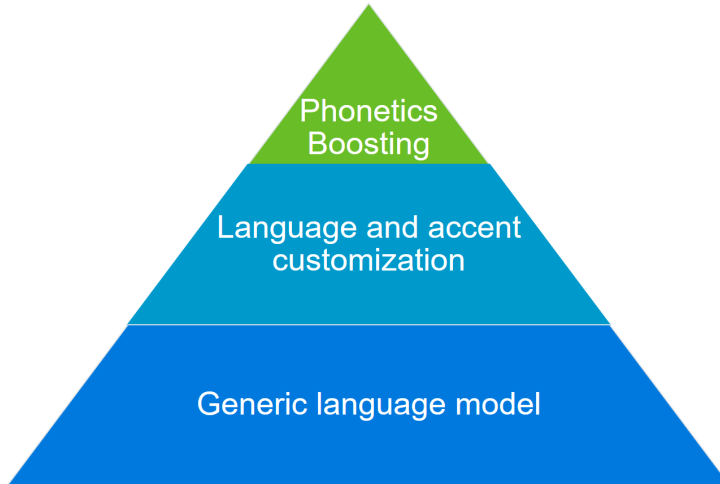 Phonetics
Boosting
Language and accent
customization
Generic language model